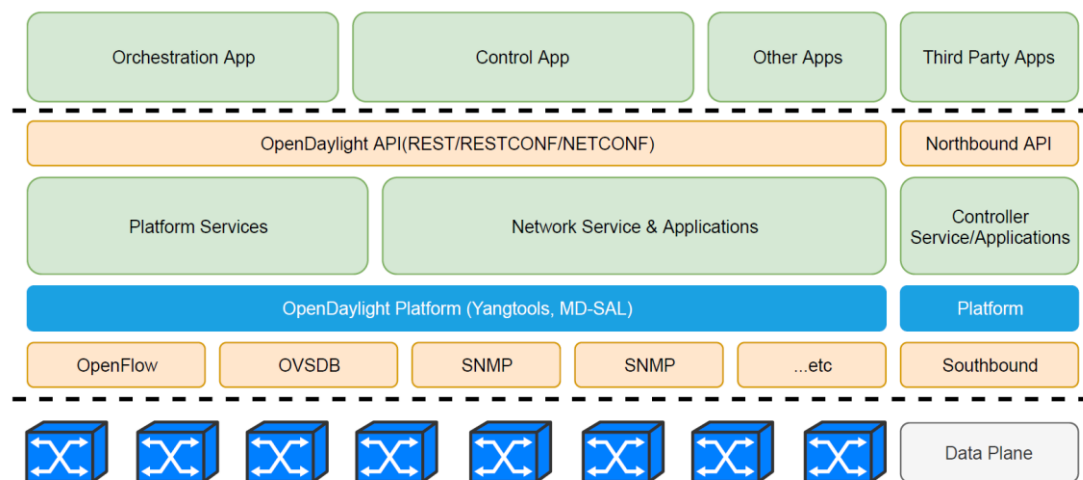 Orchestration App
Control App
Other Apps
Third Party Apps
OpenDaylight API(REST/RESTCONF/NETCONF)
Northbound API
Platform Services
Network Service & Applications
Controller
Service/Applications
OpenDaylight Platform (Yangtools, MD-SAL)
Platform
OpenFlow
OVSDB
SNMP
SNMP
...etc
Southbound
Data Plane